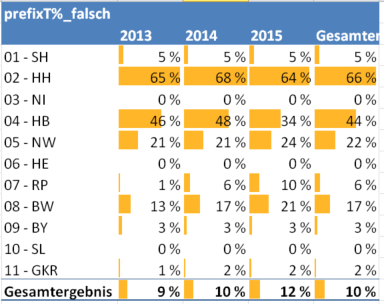 prefixT%_falsch
2013 2014 2015 Gesamter
01 - SH 5 % 5 % 5 % 5 %
02 - HH 65 % 68 % 64 % 66 %
03 - NI 0 % 0 % 0 % 0 %
04 - HB 46 % 48 % 34 % 44 %
05 - NW 21 % 21 % 24 % 22 %
06 - HE 0 % 0 % 0 % 0 %
07 - RP 1 % 6 % 10 % 6 %
08 - BW 13 % 17 % 21 % 17 %
09 - BY 3 % 3 % 3 % 3 %
10 - SL 0 % 0 % 0 % 0 %
11 - GKR 1 % 2 % 2 % 2 %
Gesamtergebnis 9 % 10 % 12 % 10 %